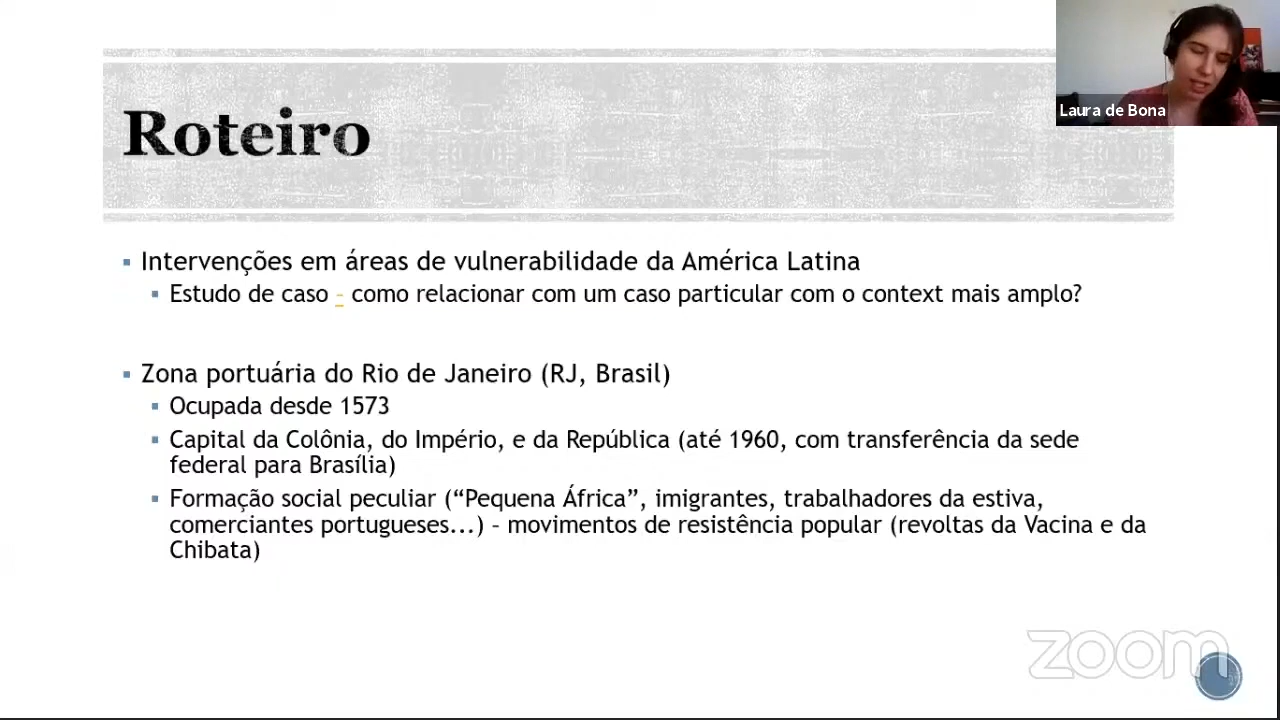 Laura de Bona
Roteiro
Intervenções em áreas de vulnerabilidade da América Latina
Estudo de caso - como relacionar com um caso particular com o context mais amplo?
Zona portuária do Rio de Janeiro (RJ, Brasil)
Ocupada desde 1573
Capital da Colônia, do Império, e da República (até 1960, com transferência da sede
federal para Brasília)
Formação social peculiar (“Pequena África”, imigrantes, trabalhadores da estiva,
comerciantes portugueses...) – movimentos de resistência popular (revoltas da Vacina e da
Chibata)
zoom